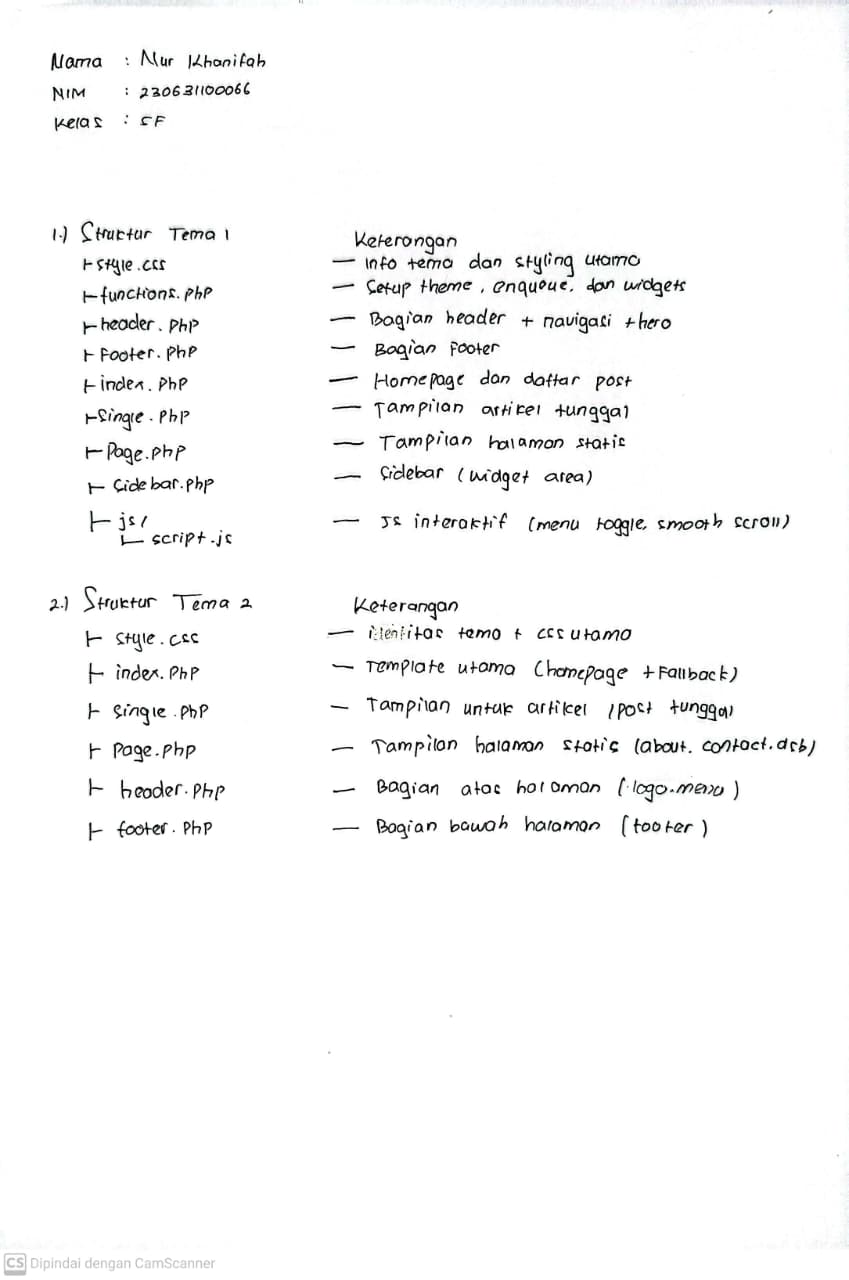 Nama : Nur Khanifah
NIM : 230631100066
Kelas : 5F
1.) Struktur Tema 1 Keterangan
├ style.css — Info tema dan styling utama
├ functions.php — Setup theme, enqueue, dan widgets
├ header.php — Bagian header + navigasi + hero
├ Footer.php — Bagian Footer
├ index.php — Homepage dan daftar post
├ Single.php — Tampilan artikel tunggal
├ Page.php — Tampilan halaman static
├ Sidebar.php — Sidebar (widget area)
├ js/ — JS interaktif (menu toggle, smooth scroll)
└ script.js
2.) Struktur Tema 2 Keterangan
├ style.css — identitas tema + css utama
├ index.php — Template utama (homepage + Fallback)
├ single.php — Tampilan untuk artikel /post tunggal
├ Page.php — Tampilan halaman static (about, contact, dsb)
├ header.php — Bagian atas halaman (logo, menu)
├ footer.php — Bagian bawah halaman (footer)
CS Dipindai dengan CamScanner